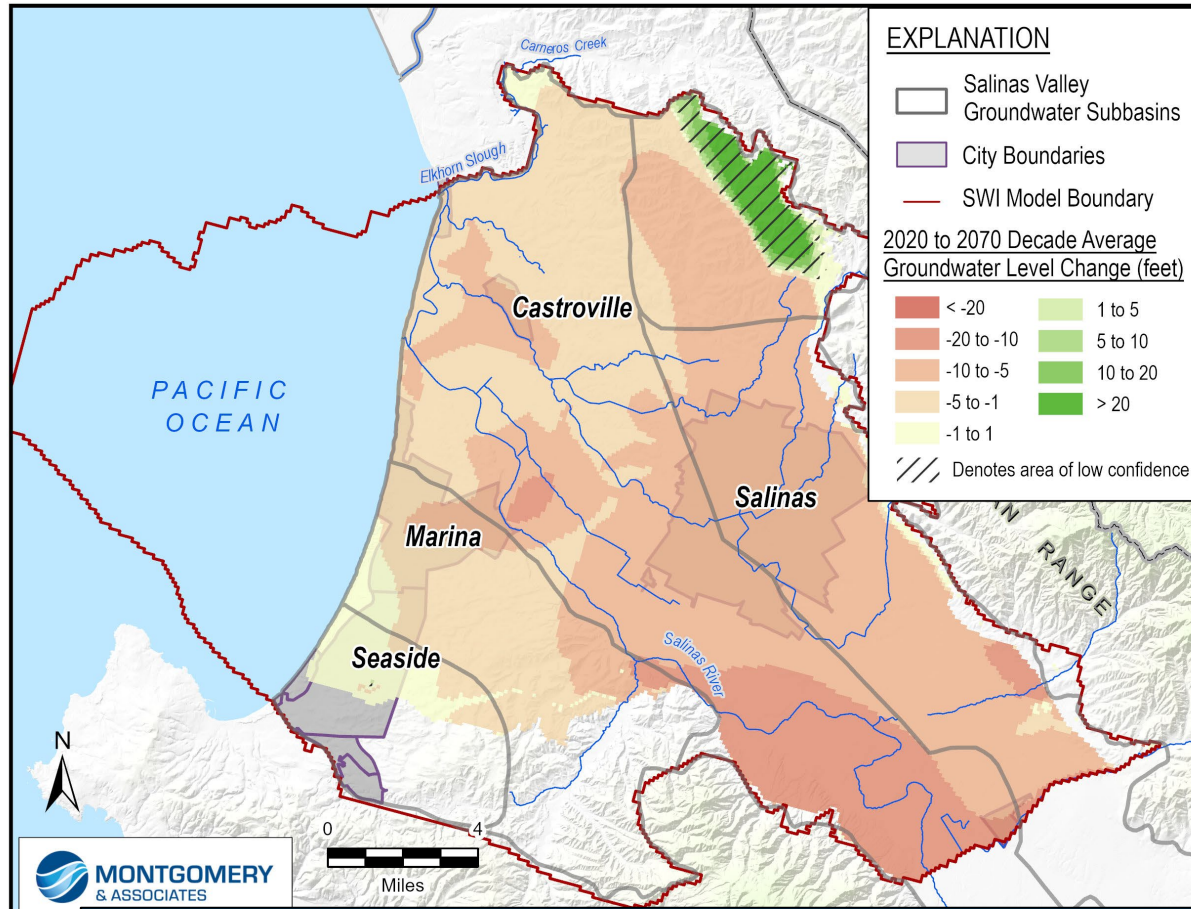 Carneros Creek
Elkhorn Slough
Castroville
PACIFIC
OCEAN
Salinas
Marina
Seaside
Salinas River
AN RANGE
N
0 4
Miles
MONTGOMERY
& ASSOCIATES
EXPLANATION
Salinas Valley
Groundwater Subbasins
City Boundaries
SWI Model Boundary
2020 to 2070 Decade Average
Groundwater Level Change (feet)
< -20
-20 to -10
-10 to -5
-5 to -1
-1 to 1
1 to 5
5 to 10
10 to 20
> 20
Denotes area of low confidence